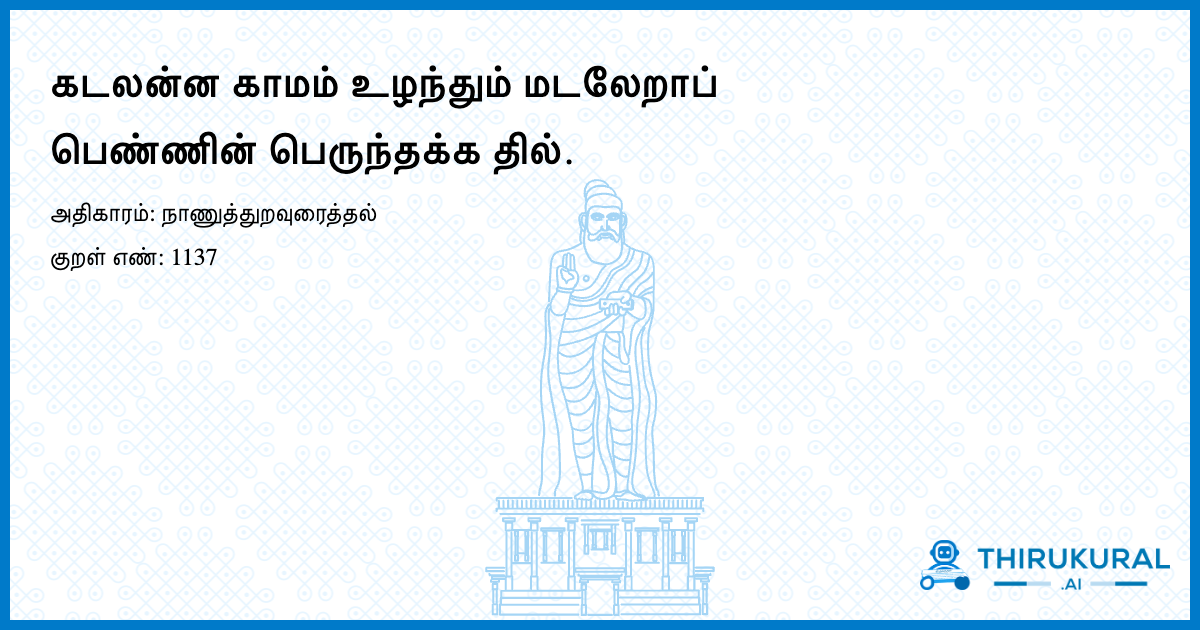 கடலன்ன காமம் உழந்தும் மடலேறாப்
பெண்ணின் பெருந்தக்க தில்.
அதிகாரம்: நாணுத்துறவுரைத்தல்
குறள் எண்: 1137
THIRUKURAL
.AI